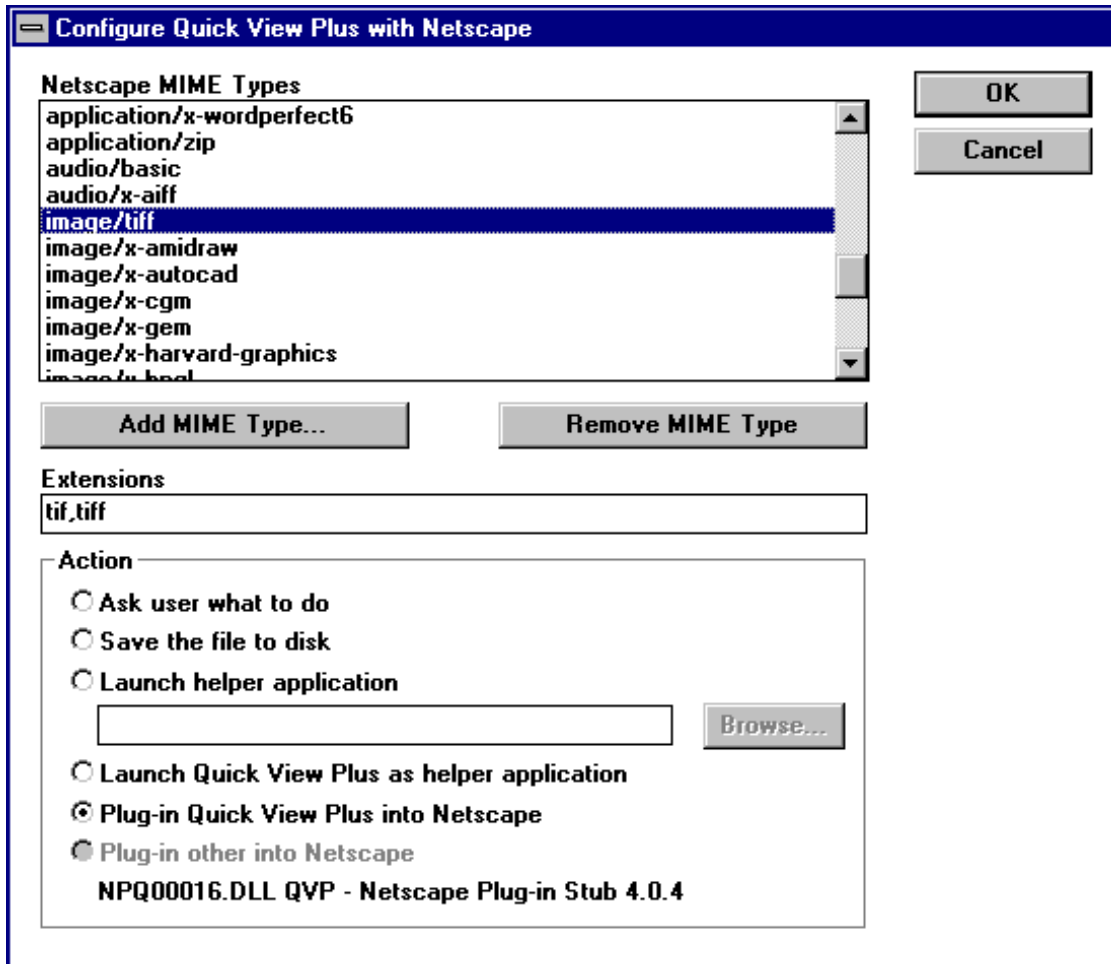 Configure Quick View Plus with Netscape
Netscape MIME Types
application/x-wordperfect6
application/zip
audio/basic
audio/x-aiff
image/tiff
image/x-amidraw
image/x-autocad
image/x-cgm
image/x-gem
image/x-harvard-graphics
OK
Cancel
Add MIME Type...
Remove MIME Type
Extensions
tif,tiff
Action
Ask user what to do
Save the file to disk
Launch helper application
Browse...
Launch Quick View Plus as helper application
Plug-in Quick View Plus into Netscape
Plug-in other into Netscape
NPQ00016.DLL QVP - Netscape Plug-in Stub 4.0.4